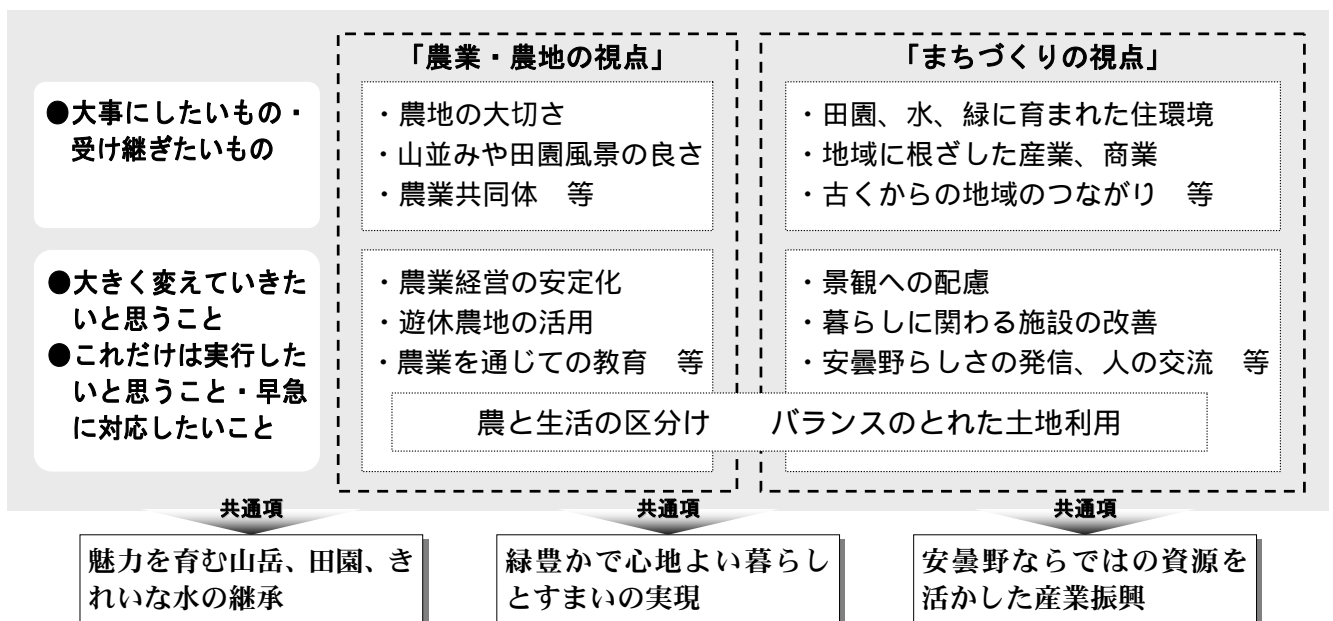 「農業・農地の視点」
「まちづくりの視点」
●大事にしたいもの・
受け継ぎたいもの
・農地の大切さ
・山並みや田園風景の良さ
・農業共同体　等
・田園、水、緑に育まれた住環境
・地域に根ざした産業、商業
・古くからの地域のつながり　等
●大きく変えていきた
いと思うこと
●これだけは実行した
いと思うこと・早急
に対応したいこと
・農業経営の安定化
・遊休農地の活用
・農業を通じての教育　等
・景観への配慮
・暮らしに関わる施設の改善
・安曇野らしさの発信、人の交流　等
農と生活の区分け　　バランスのとれた土地利用
共通項
共通項
共通項
魅力を育む山岳、田園、き
れいな水の継承
緑豊かで心地よい暮らし
とすまいの実現
安曇野ならではの資源を
活かした産業振興